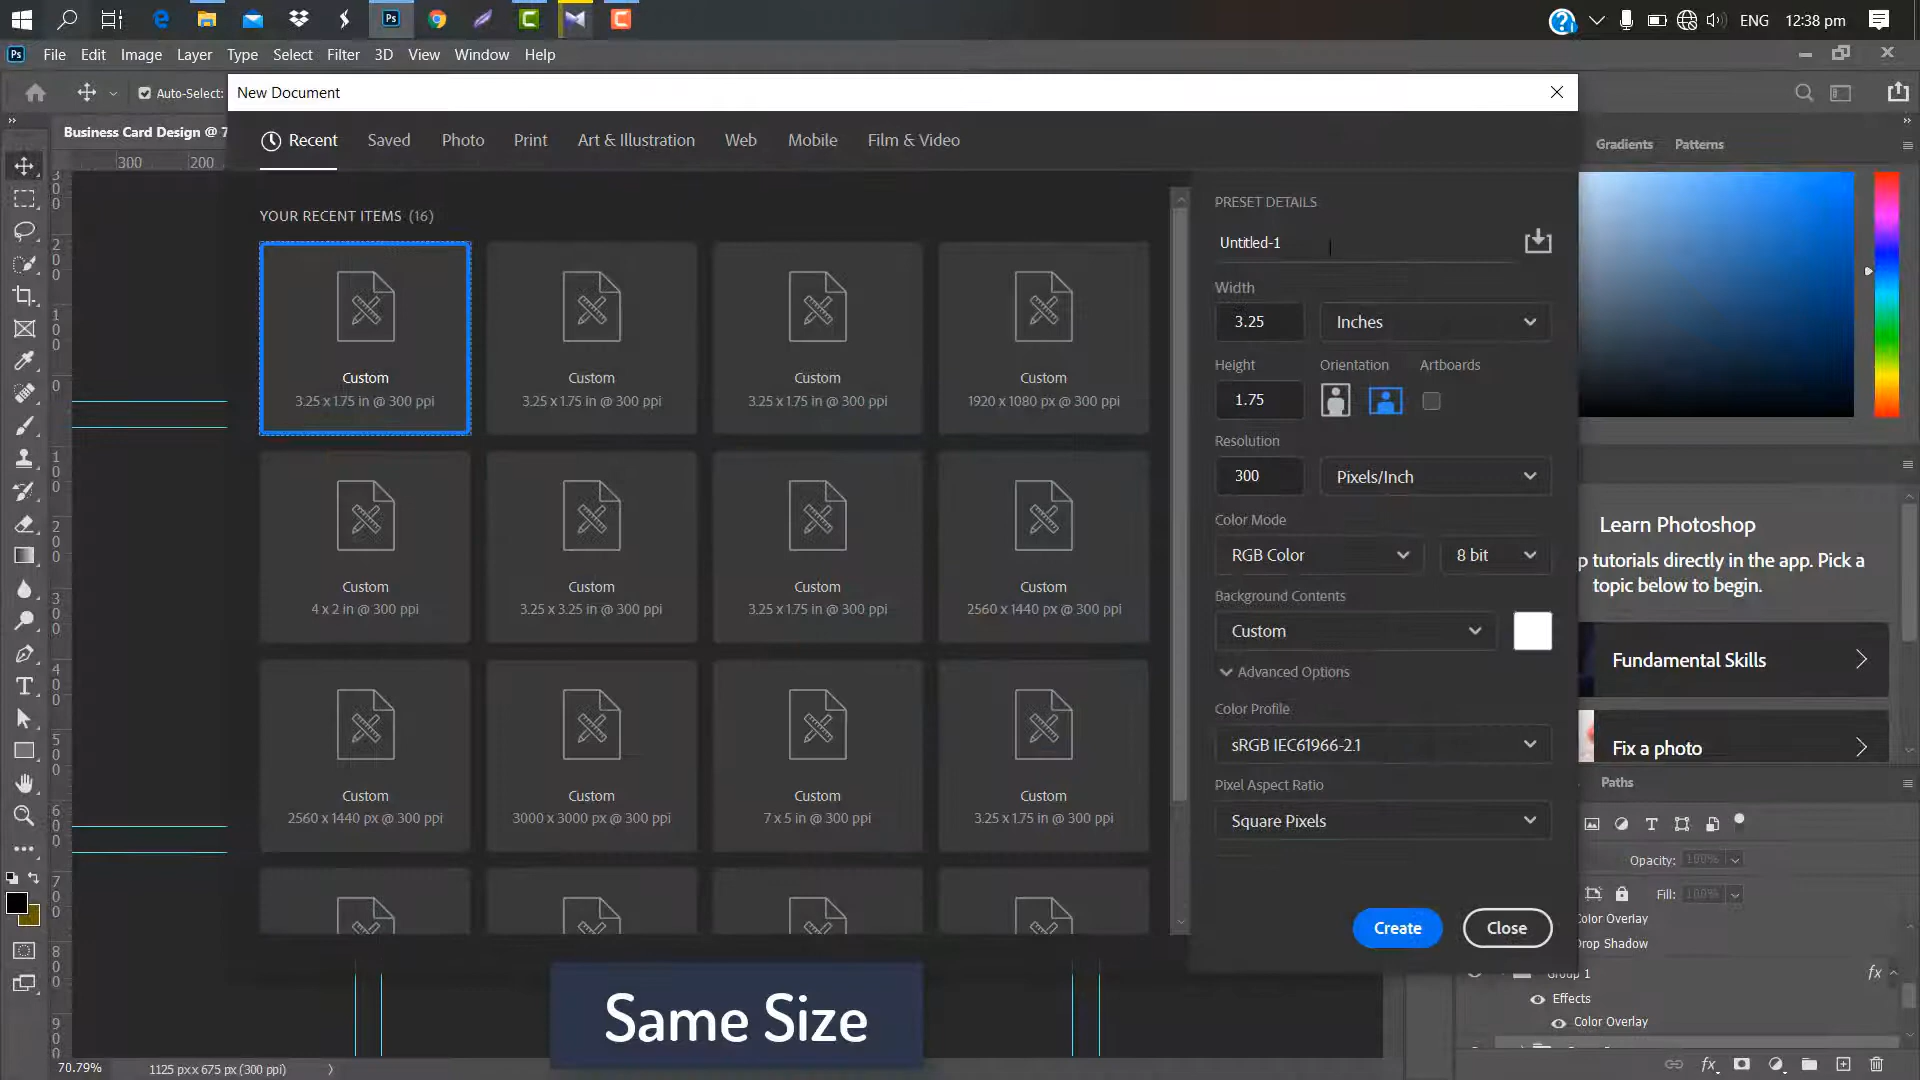 ENG 12:38 pm
Ps File Edit Image Layer Type Select Filter 3D View Window Help
Auto-Select:
New Document
Business Card Design @ 7
Recent Saved Photo Print Art & Illustration Web Mobile Film & Video
Gradients Patterns
300 200
YOUR RECENT ITEMS (16)
Custom
3.25 x 1.75 in @ 300 ppi
Custom
3.25 x 1.75 in @ 300 ppi
Custom
3.25 x 1.75 in @ 300 ppi
Custom
1920 x 1080 px @ 300 ppi
Custom
4 x 2 in @ 300 ppi
Custom
3.25 x 3.25 in @ 300 ppi
Custom
3.25 x 1.75 in @ 300 ppi
Custom
2560 x 1440 px @ 300 ppi
Custom
2560 x 1440 px @ 300 ppi
Custom
3000 x 3000 px @ 300 ppi
Custom
7 x 5 in @ 300 ppi
Custom
3.25 x 1.75 in @ 300 ppi
PRESET DETAILS
Untitled-1
Width
3.25 Inches
Height Orientation Artboards
1.75
Resolution
300 Pixels/Inch
Color Mode
RGB Color 8 bit
Background Contents
Custom
Advanced Options
Color Profile
sRGB IEC61966-2.1
Pixel Aspect Ratio
Square Pixels
Create Close
Learn Photoshop
p tutorials directly in the app. Pick a
topic below to begin.
Fundamental Skills
Fix a photo
Paths
Opacity: 100%
Fill: 100%
olor Overlay
rop Shadow
Group 1 fx
Effects
Color Overlay
Same Size
70.79% 1125 px x 675 px (300 ppi)